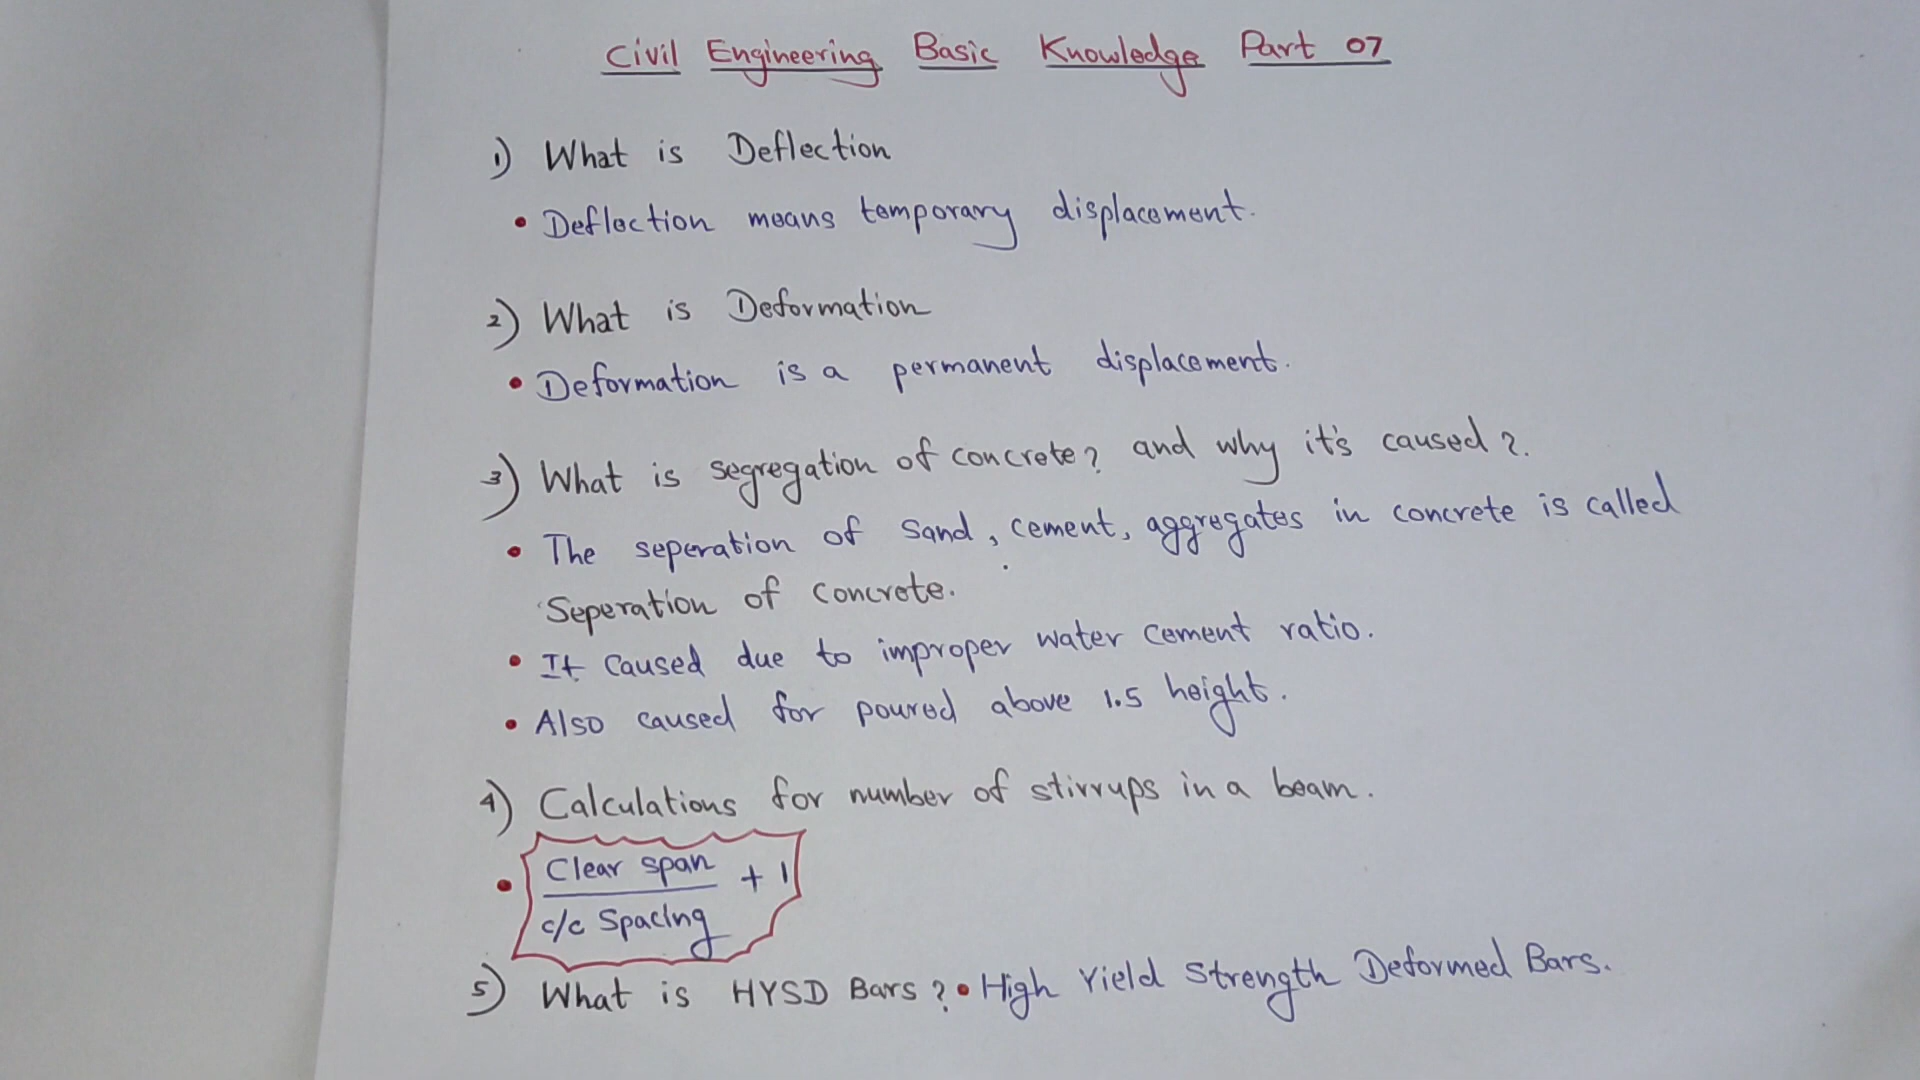 Civil Engineering Basic Knowledge Part 07
1) What is Deflection
• Deflection means temporary displacement.
2) What is Deformation
• Deformation is a permanent displacement.
3) What is segregation of concrete? and why it's caused?.
• The seperation of sand, cement, aggregates in concrete is called
Seperation of concrete.
• It caused due to improper water cement ratio.
• Also caused for poured above 1.5 height.
4) Calculations for number of stirrups in a beam.
• Clear span + 1
c/c Spacing
5) What is HYSD Bars? • High Yield Strength Deformed Bars.